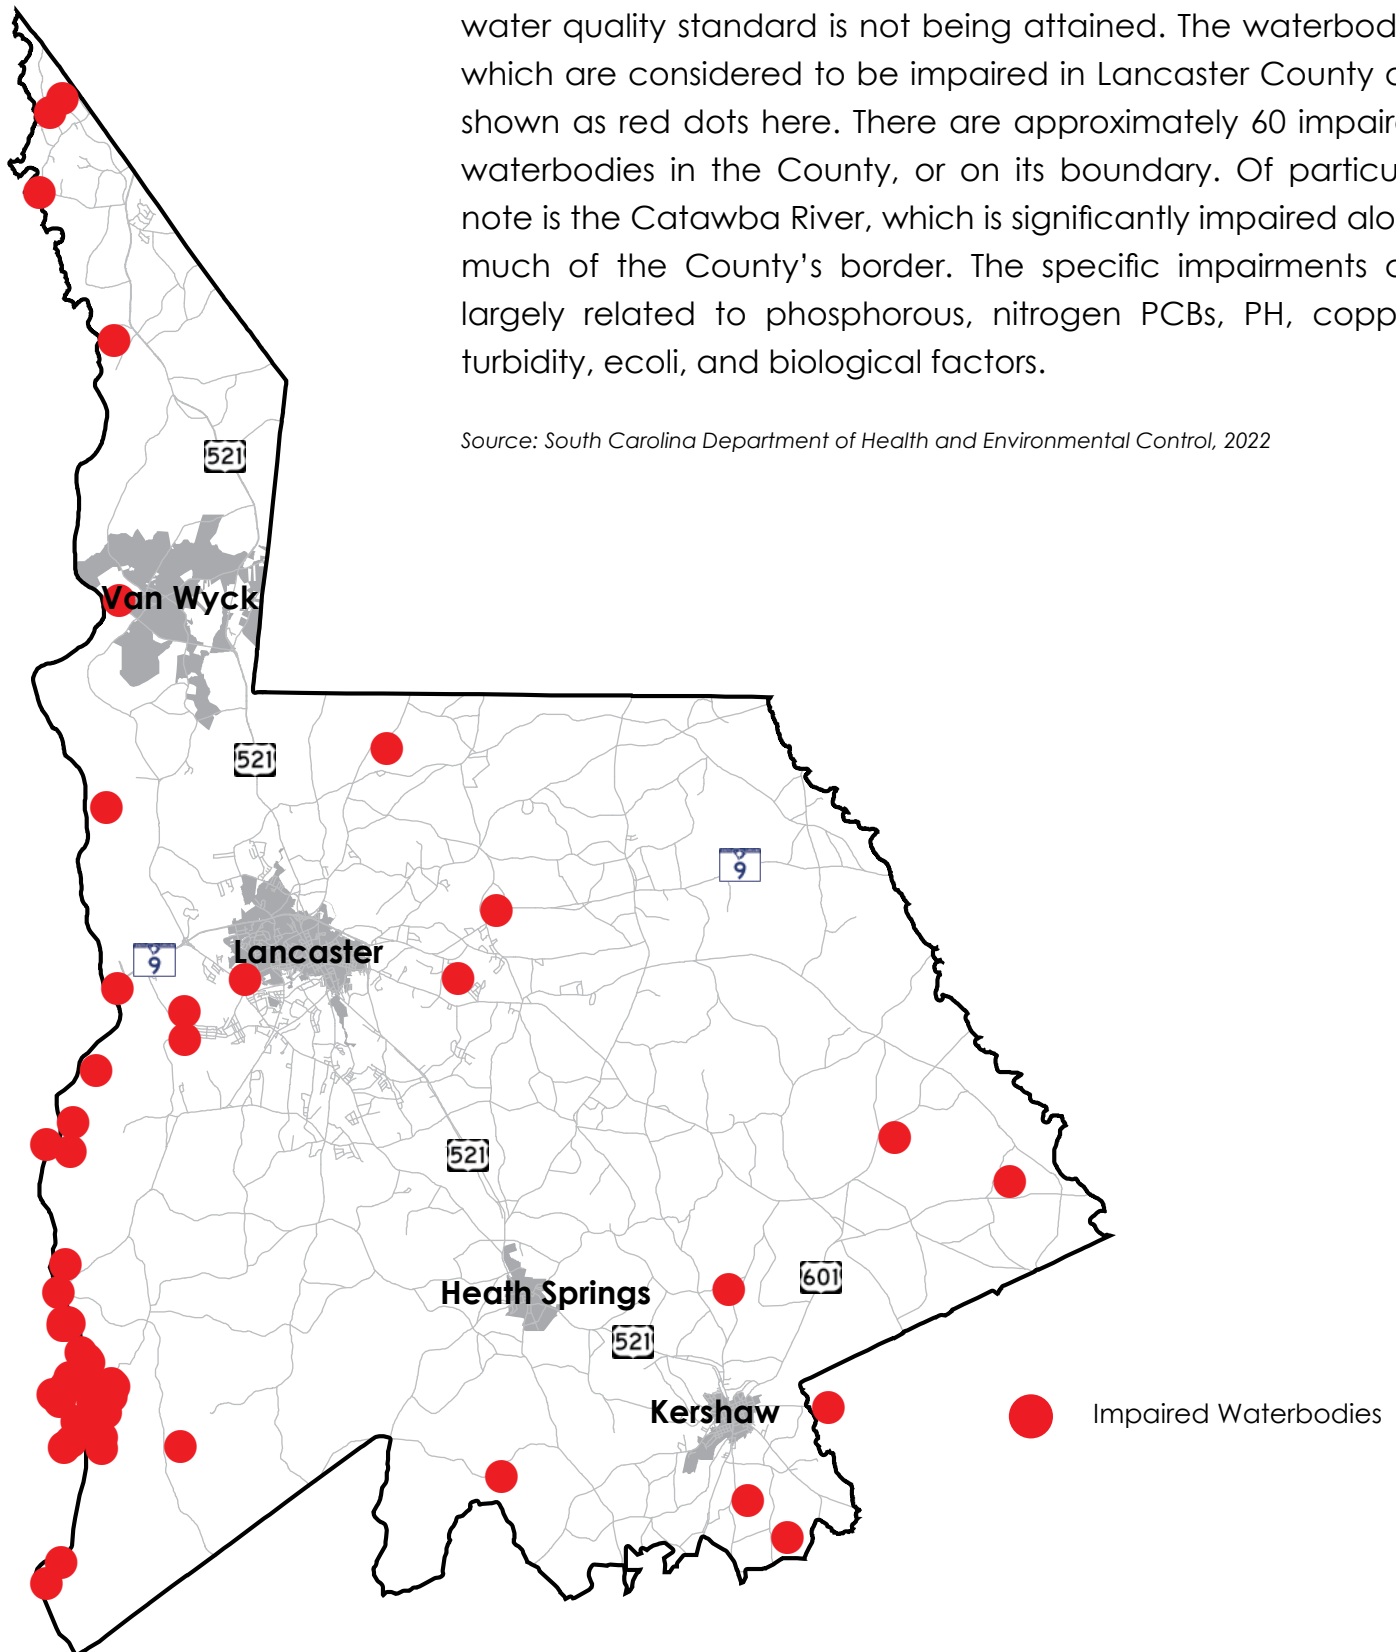 water quality standard is not being attained. The waterbod
which are considered to be impaired in Lancaster County
shown as red dots here. There are approximately 60 impair
waterbodies in the County, or on its boundary. Of particu
note is the Catawba River, which is significantly impaired alo
much of the County’s border. The specific impairments
largely related to phosphorous, nitrogen PCBs, PH, copp
turbidity, ecoli, and biological factors.
Source: South Carolina Department of Health and Environmental Control, 2022
521
Van Wyck
521
9
Lancaster
9
521
Heath Springs
601
521
Kershaw
Impaired Waterbodies